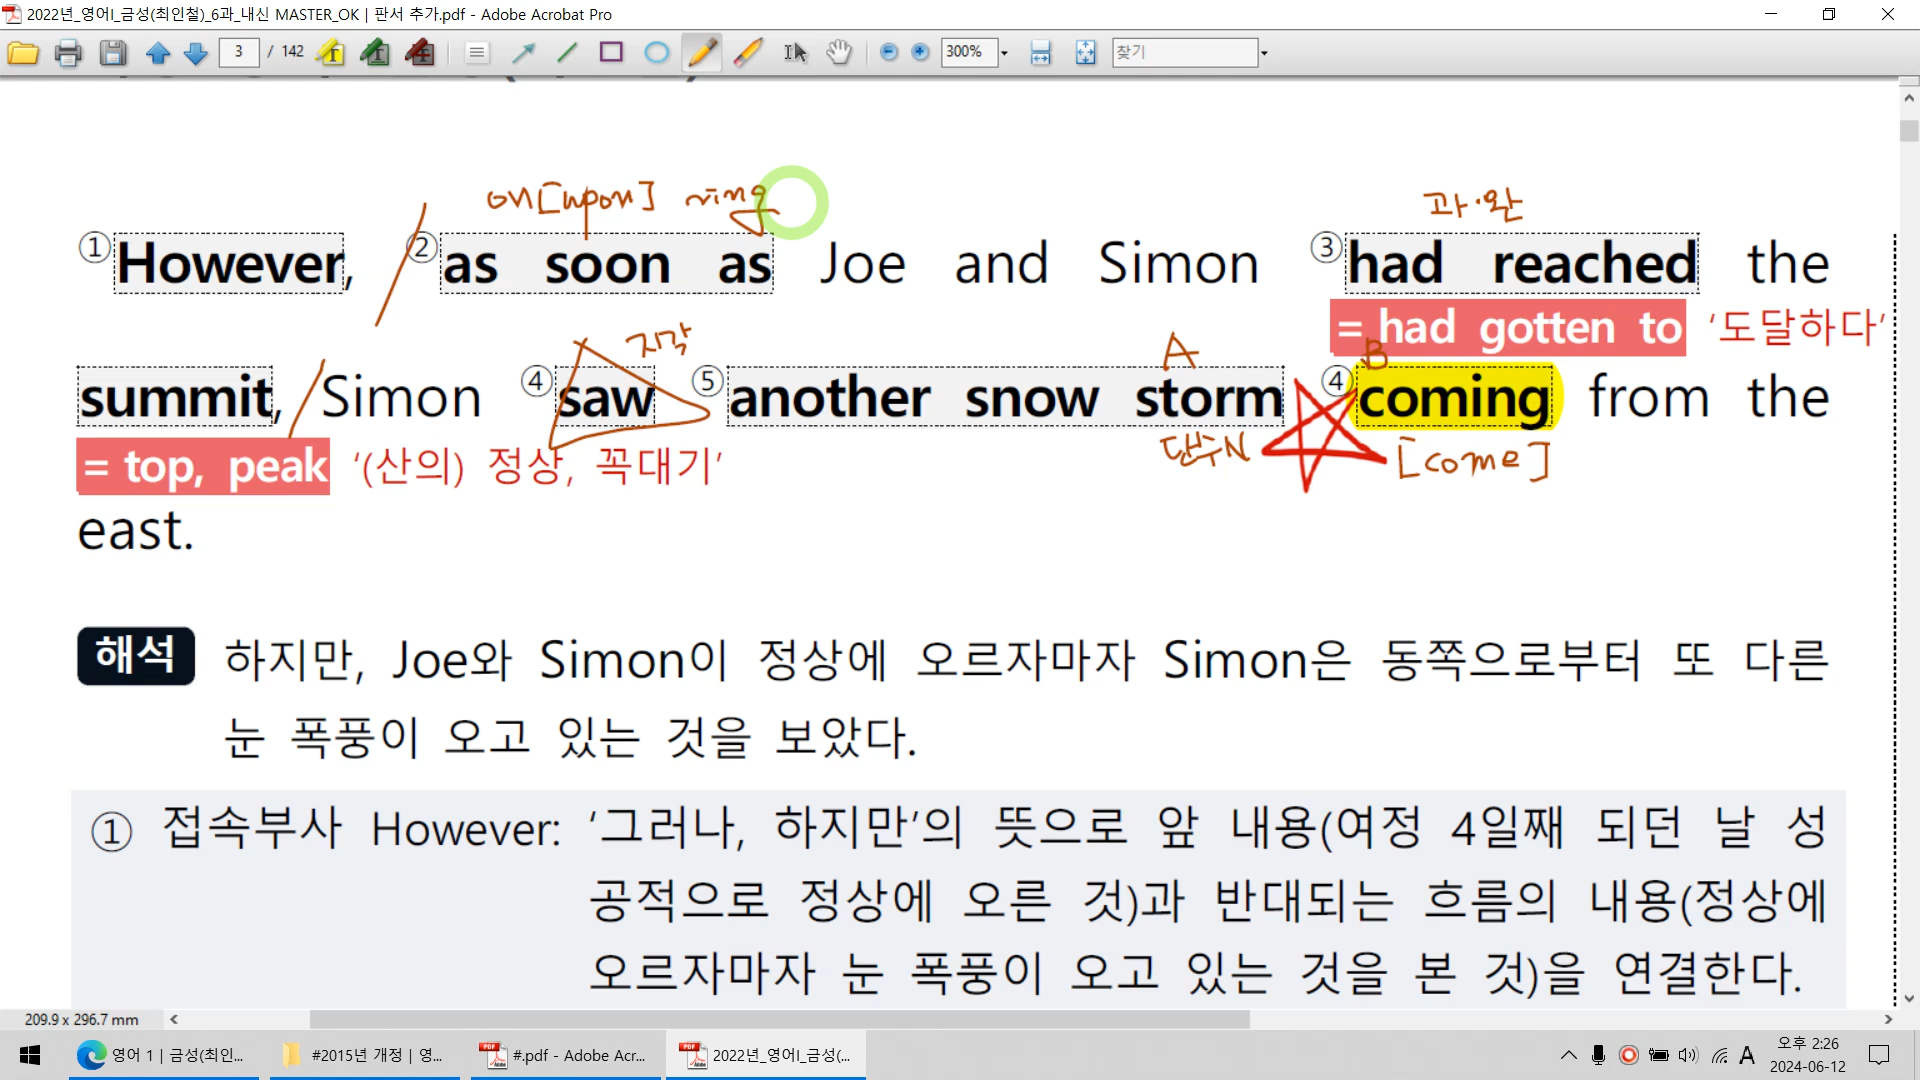 2022년_영어I_금성(최인철)_6과_내신 MASTER_OK | 판서 추가.pdf - Adobe Acrobat Pro
3 / 142 300% 찾기
on[upon] ~ing
과·완
① However, ② as soon as Joe and Simon ③ had reached the
= had gotten to ‘도달하다’
지각 A B
summit, Simon ④ saw ⑤ another snow storm ④ coming from the
= top, peak ‘(산의) 정상, 꼭대기’ 단수N [come]
east.
해석 하지만, Joe와 Simon이 정상에 오르자마자 Simon은 동쪽으로부터 또 다른
눈 폭풍이 오고 있는 것을 보았다.
① 접속부사 However: ‘그러나, 하지만’의 뜻으로 앞 내용(여정 4일째 되던 날 성
공적으로 정상에 오른 것)과 반대되는 흐름의 내용(정상에
오르자마자 눈 폭풍이 오고 있는 것을 본 것)을 연결한다.
209.9 x 296.7 mm
영어 1 | 금성(최인... #2015년 개정 | 영... #.pdf - Adobe Acr... 2022년_영어I_금성(... A 오후 2:26
2024-06-12